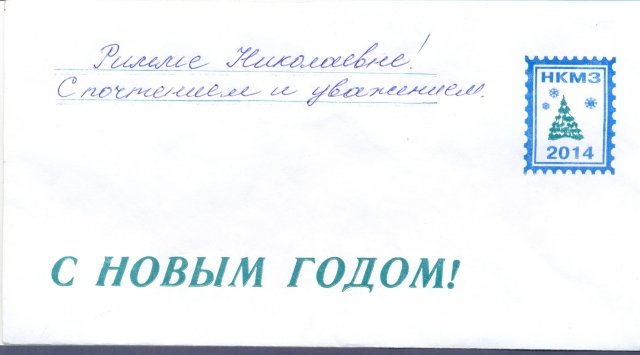 Римме Николаевне!
С почтением и уважением.
НКМЗ
2014
С НОВЫМ ГОДОМ!